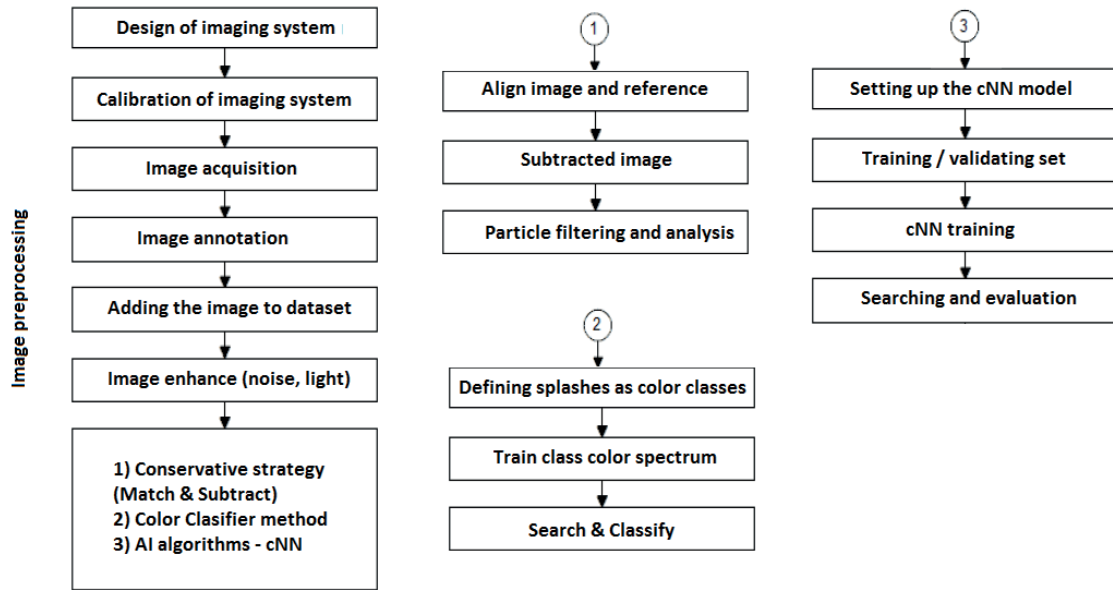 Image preprocessing
Design of imaging system
Calibration of imaging system
Image acquisition
Image annotation
Adding the image to dataset
Image enhance (noise, light)
1) Conservative strategy
(Match & Subtract)
2) Color Clasifier method
3) AI algorithms - cNN
1
Align image and reference
Subtracted image
Particle filtering and analysis
2
Defining splashes as color classes
Train class color spectrum
Search & Classify
3
Setting up the cNN model
Training / validating set
cNN training
Searching and evaluation